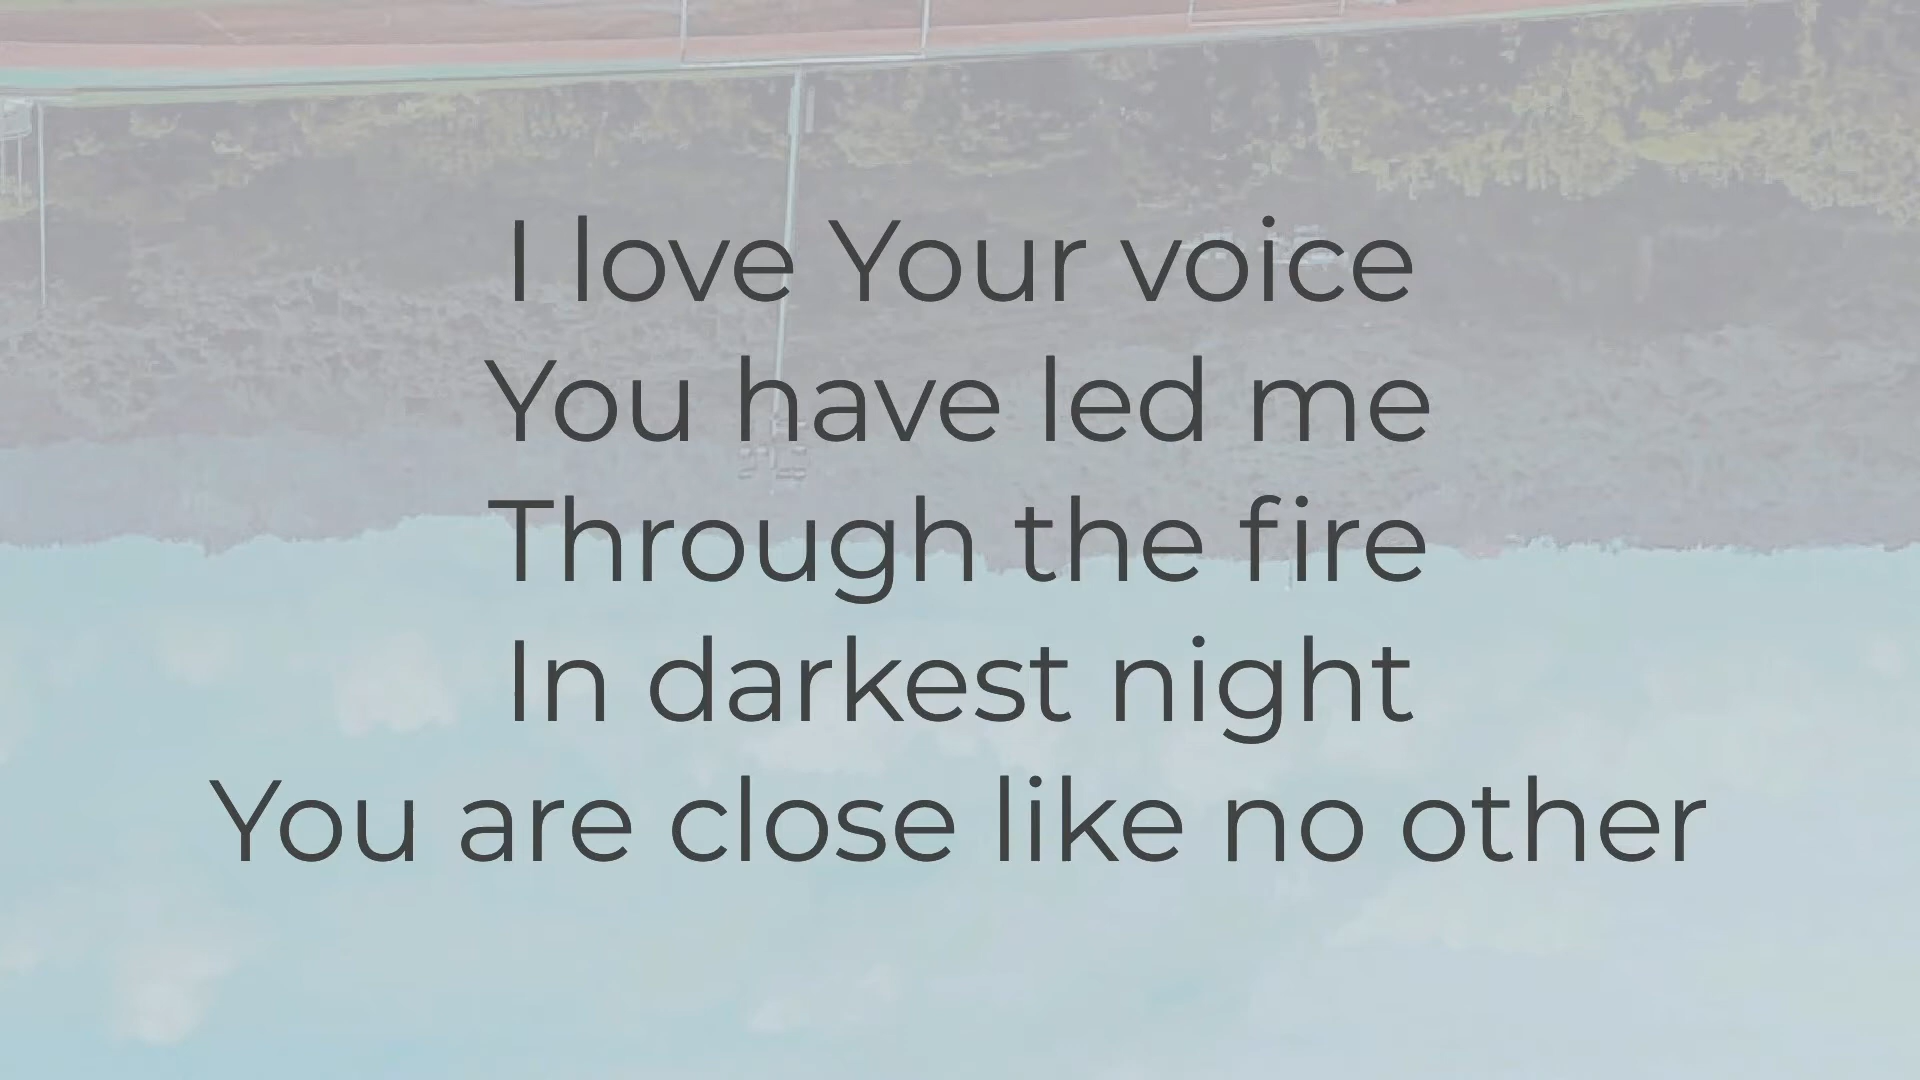 I love Your voice
You have led me
Through the fire
In darkest night
You are close like no other